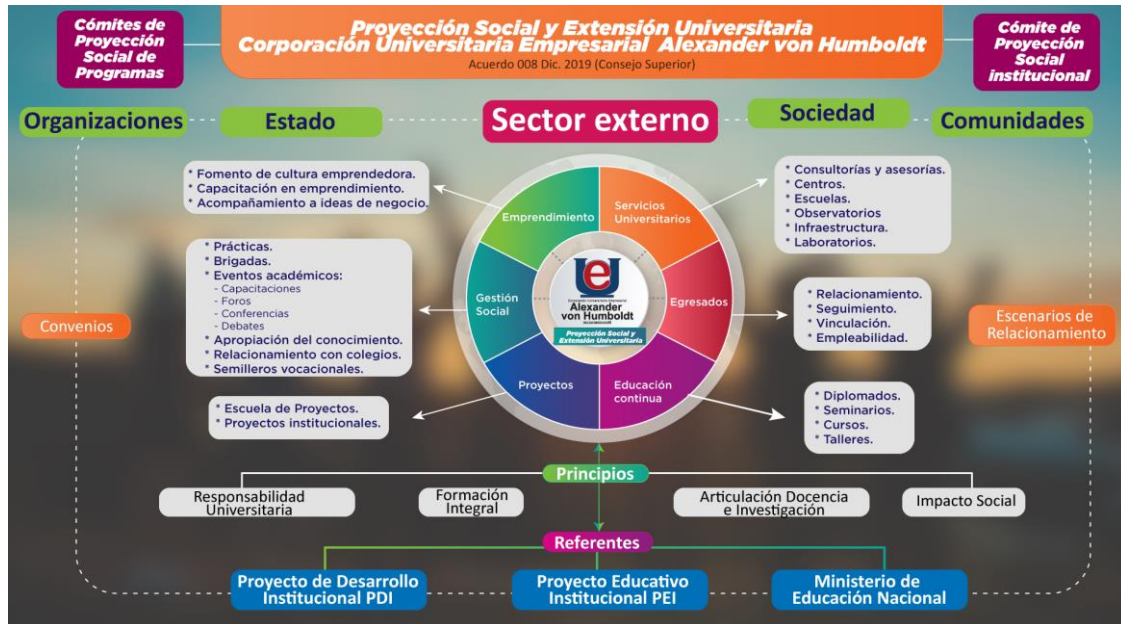 Cómites de
Proyección
Social de
Programas
Proyección Social y Extensión Universitaria
Corporación Universitaria Empresarial Alexander von Humboldt
Acuerdo 008 Dic. 2019 (Consejo Superior)
Cómite de
Proyección
Social
institucional
Organizaciones
Estado
Sector externo
Sociedad
Comunidades
* Fomento de cultura emprendedora.
* Capacitación en emprendimiento.
* Acompañamiento a ideas de negocio.
* Prácticas.
* Brigadas.
* Eventos académicos:
- Capacitaciones
- Foros
- Conferencias
- Debates
* Apropiación del conocimiento.
* Relacionamiento con colegios.
* Semilleros vocacionales.
* Escuela de Proyectos.
* Proyectos institucionales.
Convenios
Emprendimiento
Servicios
Universitarios
Gestión
Social
Egresados
Proyectos
Educación
continua
ue
Corporación Universitaria Empresarial
Alexander
von Humboldt
Proyección Social y
Extensión Universitaria
* Consultorías y asesorías.
* Centros.
* Escuelas.
* Observatorios
* Infraestructura.
* Laboratorios.
* Relacionamiento.
* Seguimiento.
* Vinculación.
* Empleabilidad.
* Diplomados.
* Seminarios.
* Cursos.
* Talleres.
Escenarios de
Relacionamiento
Principios
Responsabilidad
Universitaria
Formación
Integral
Articulación Docencia
e Investigación
Impacto Social
Referentes
Proyecto de Desarrollo
Institucional PDI
Proyecto Educativo
Institucional PEI
Ministerio de
Educación Nacional